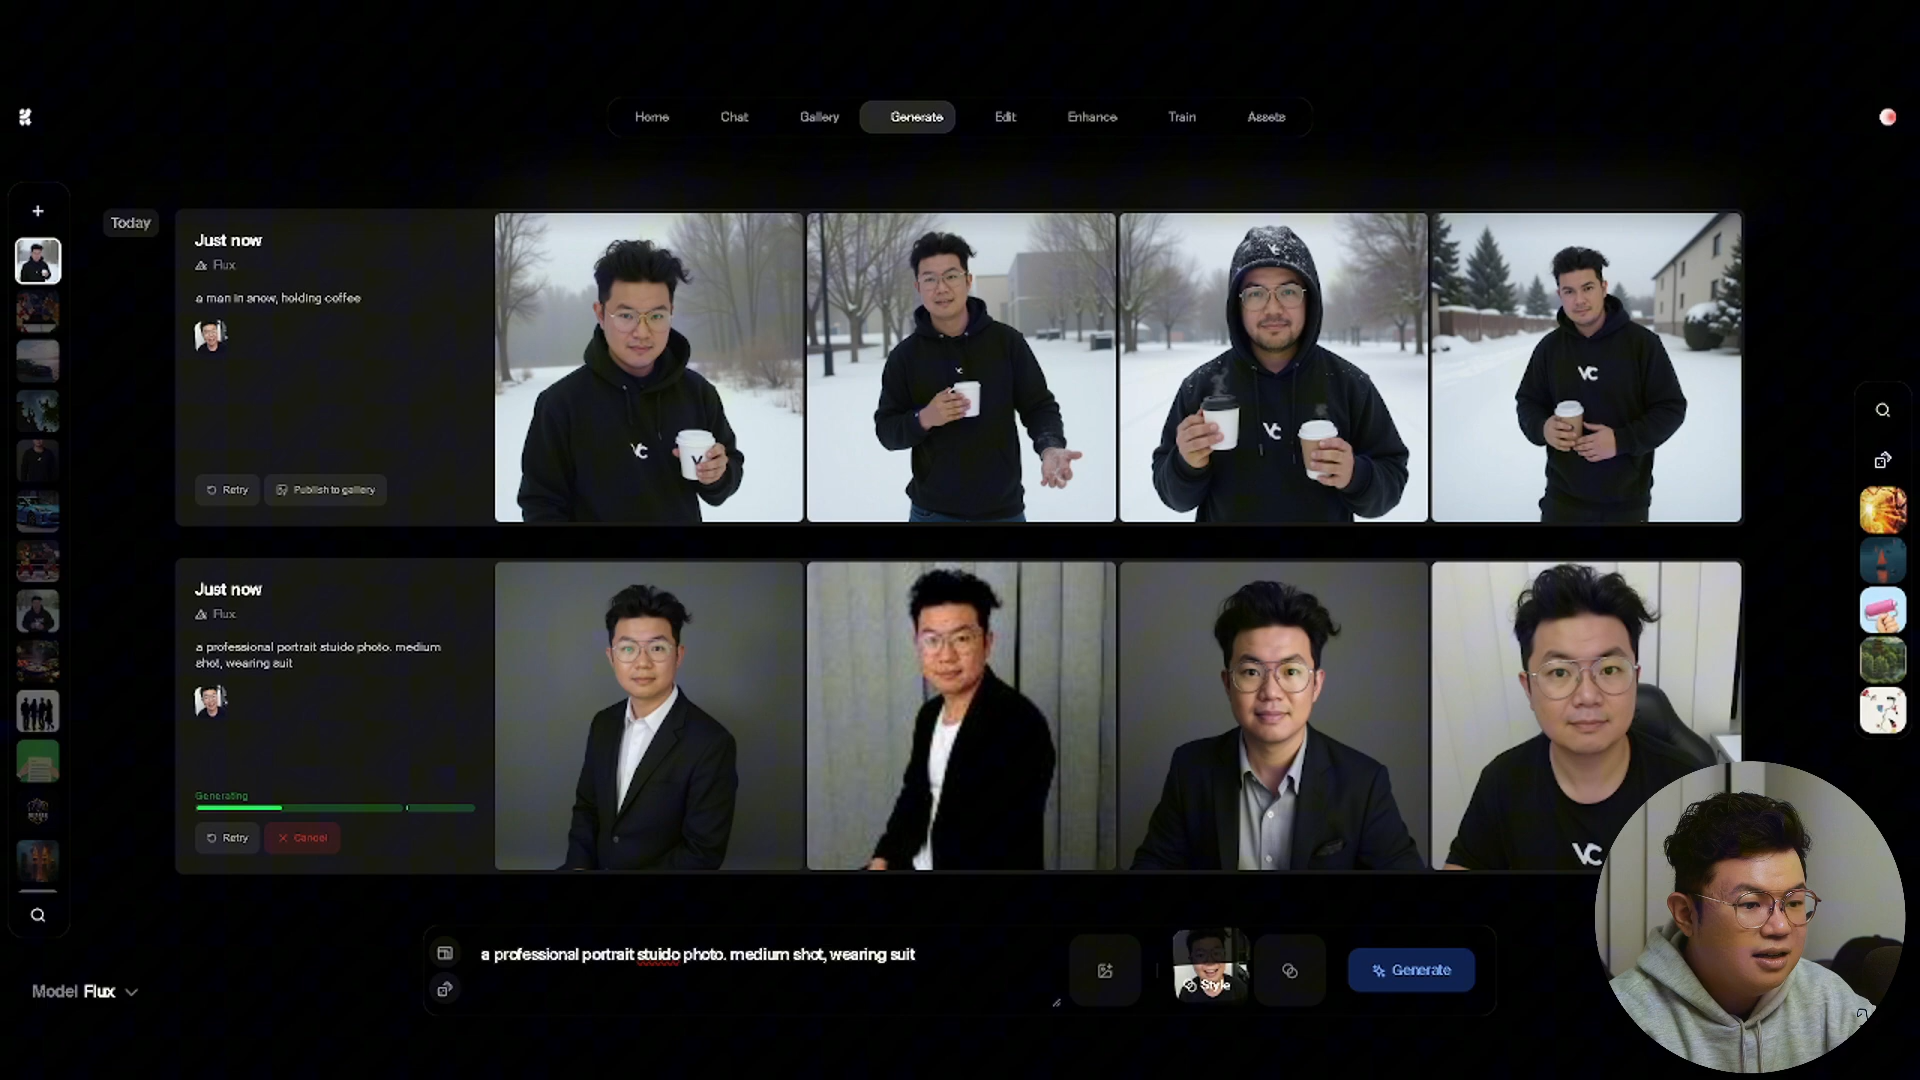 Home Chat Gallery Generate Edit Enhance Train Assets
Today
Just now
Flux
a man in snow, holding coffee
Retry Publish to gallery
VC
V
VC
VC
Just now
Flux
a professional portrait stuido photo. medium
shot, wearing suit
Generating
Retry Cancel
VC
a professional portrait stuido photo. medium shot, wearing suit
Style
Generate
Model Flux